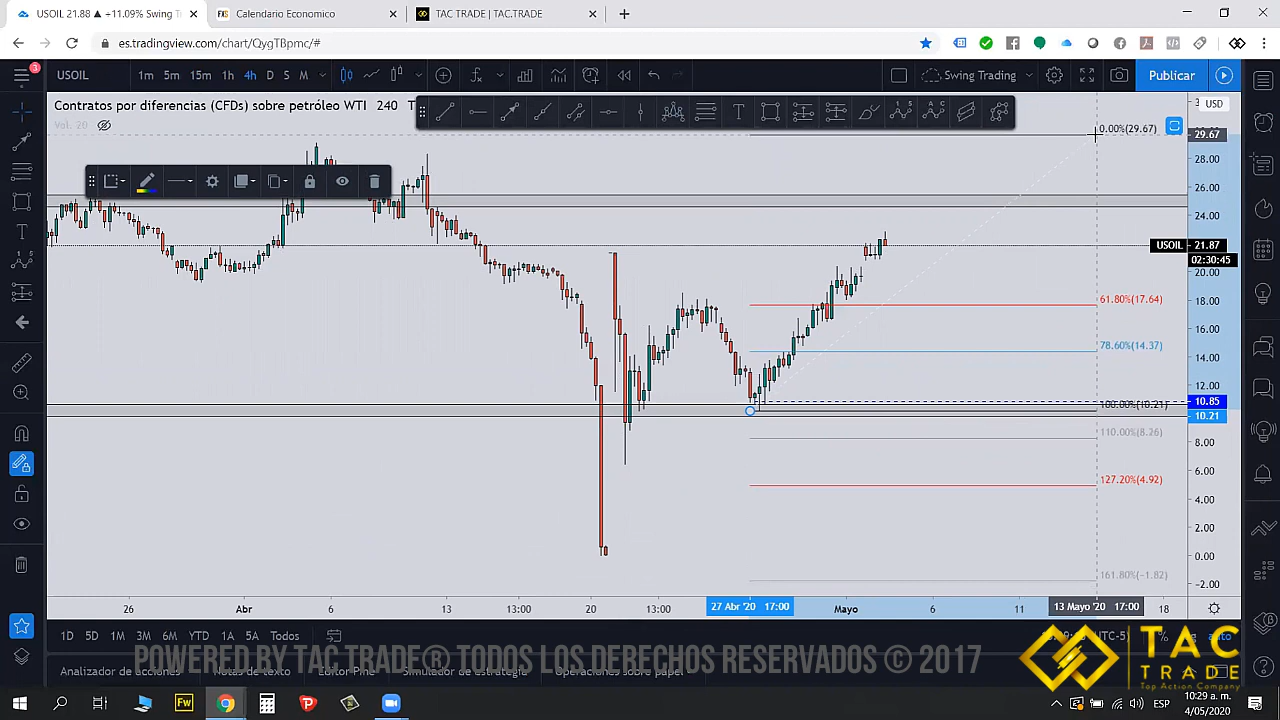 USOIL 21.88 ▲ +11.09% Swing T
Calendario Economico
TAC TRADE | TAC.TRADE
es.tradingview.com/chart/QygTBpmc/#
3
USOIL 1m 5m 15m 1h 4h D S M
Swing Trading
Publicar
Contratos por diferencias (CFDs) sobre petróleo WTI 240
Vol. 20
USD
0.00%(29.67)
29.67
28.00
26.00
24.00
USOIL 21.87
02:30:45
20.00
61.80%(17.64)
18.00
16.00
78.60%(14.37)
14.00
12.00
10.85
100.00%(10.21)
10.21
110.00%(8.26)
8.00
6.00
127.20%(4.92)
4.00
2.00
0.00
161.80%(-1.82)
-2.00
26 Abr 6 13 13:00 20 13:00 27 Abr '20 17:00 Mayo 6 11 13 Mayo '20 17:00 18
1D 5D 1M 3M 6M YTD 1A 5A Todos
(UTC-5) % auto
Analizador de acciones Notas de texto Editor Pine Simulador de estrategia Operaciones sobre papel
POWERED BY TAC TRADE® TODOS LOS DERECHOS RESERVADOS © 2017
TAC
TRADE
Top Action Company
Fw
ESP
10:29 a. m.
4/05/2020